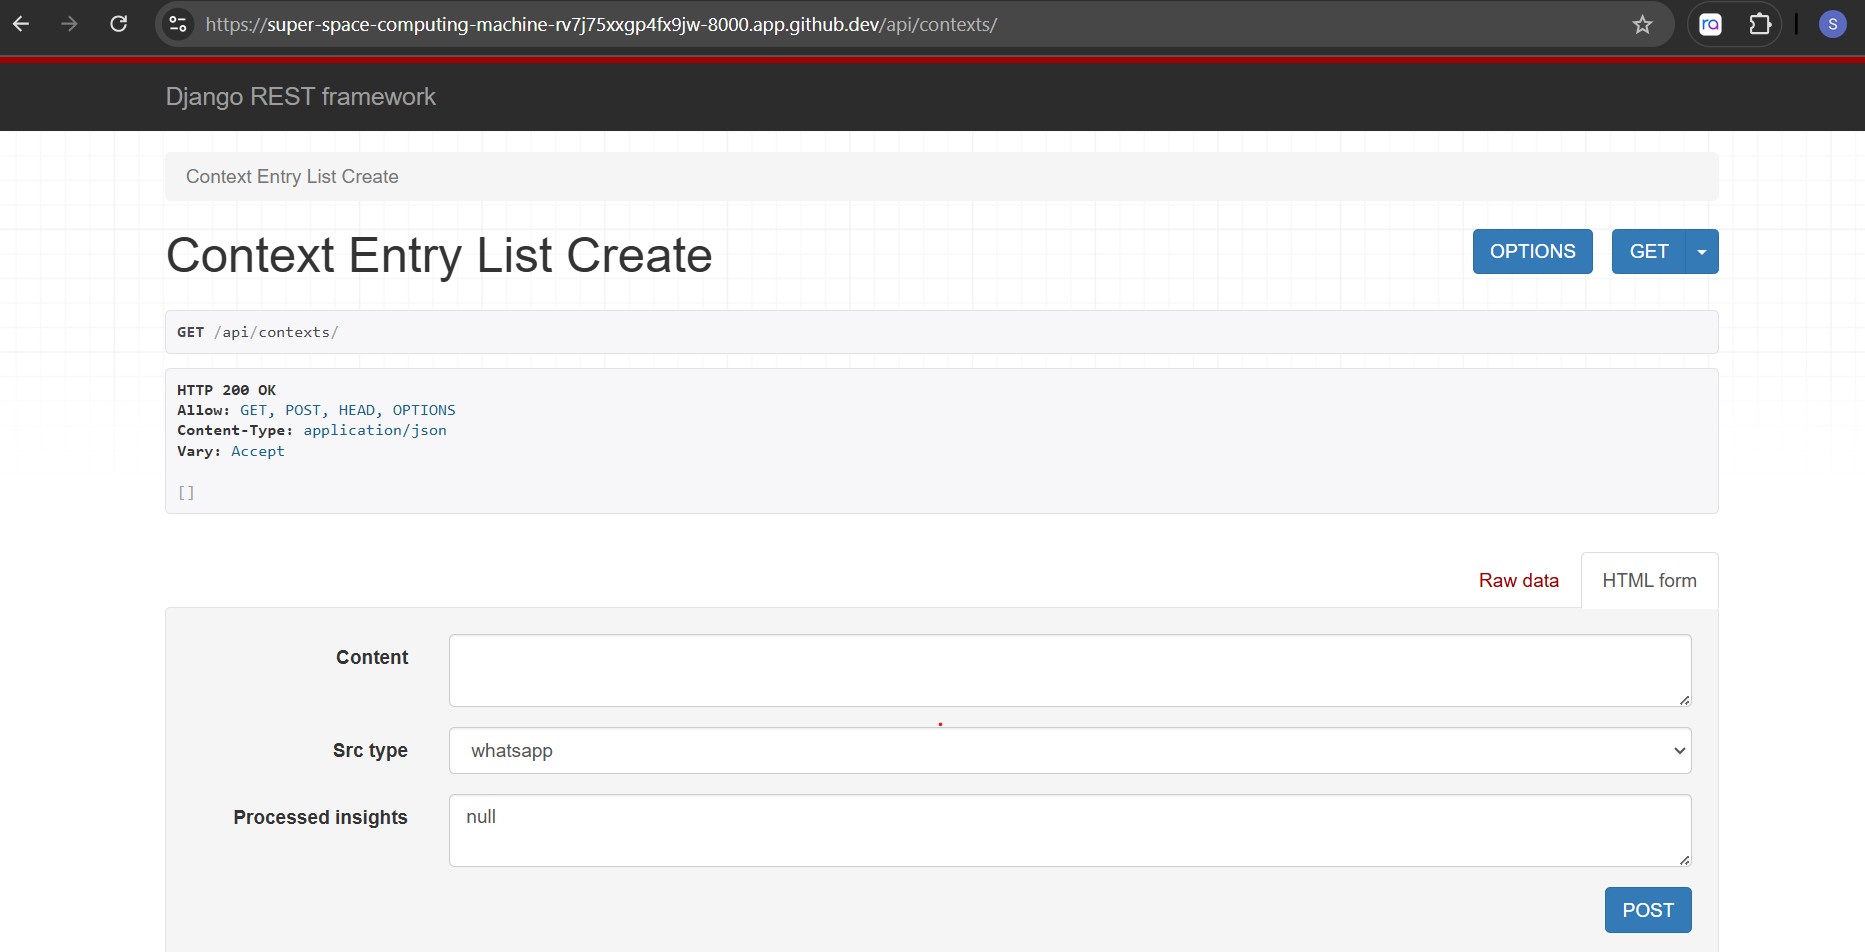 https://super-space-computing-machine-rv7j75xxgp4fx9jw-8000.app.github.dev/api/contexts/
ra
S
Django REST framework
Context Entry List Create
Context Entry List Create
OPTIONS
GET
GET /api/contexts/
HTTP 200 OK
Allow: GET, POST, HEAD, OPTIONS
Content-Type: application/json
Vary: Accept
[]
Raw data
HTML form
Content
Src type
whatsapp
Processed insights
null
POST